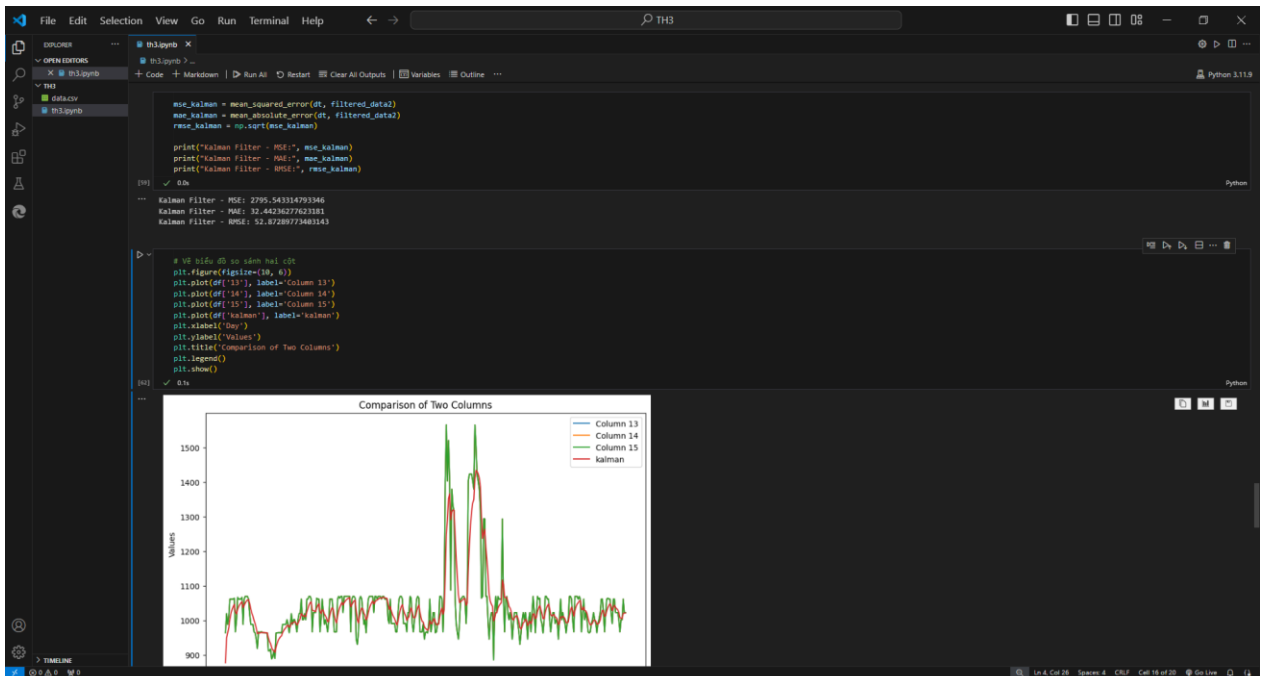 File Edit Selection View Go Run Terminal Help
TH3
EXPLORER
OPEN EDITORS
th3.ipynb
TH3
data.csv
th3.ipynb
TIMELINE
th3.ipynb
th3.ipynb > ...
+ Code + Markdown | Run All Restart Clear All Outputs | Variables Outline ...
Python 3.11.9
mse_kalman = mean_squared_error(dt, filtered_data2)
mae_kalman = mean_absolute_error(dt, filtered_data2)
rmse_kalman = np.sqrt(mse_kalman)
print("Kalman Filter - MSE:", mse_kalman)
print("Kalman Filter - MAE:", mae_kalman)
print("Kalman Filter - RMSE:", rmse_kalman)
[59] 0.0s
Python
Kalman Filter - MSE: 2795.543314793346
Kalman Filter - MAE: 32.44236277623181
Kalman Filter - RMSE: 52.87289773403143
# Vẽ biểu đồ so sánh hai cột
plt.figure(figsize=(10, 6))
plt.plot(df['13'], label='Column 13')
plt.plot(df['14'], label='Column 14')
plt.plot(df['15'], label='Column 15')
plt.plot(df['kalman'], label='kalman')
plt.xlabel('Day')
plt.ylabel('Values')
plt.title('Comparison of Two Columns')
plt.legend()
plt.show()
[62] 0.1s
Python
Comparison of Two Columns
Column 13
Column 14
Column 15
kalman
Values
1500
1400
1300
1200
1100
1000
900
0 0 0
Ln 4, Col 26 Spaces: 4 CRLF Cell 16 of 20 Go Live